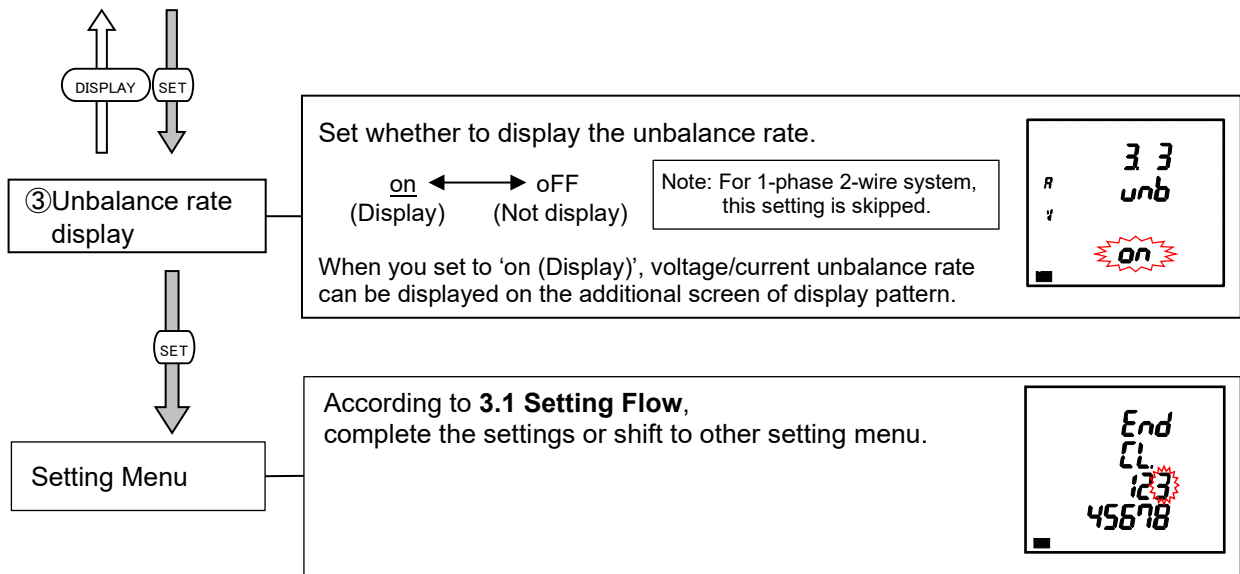 DISPLAY SET
Set whether to display the unbalance rate.
on oFF
(Display) (Not display)
Note: For 1-phase 2-wire system,
this setting is skipped.
When you set to ‘on (Display)’, voltage/current unbalance rate
can be displayed on the additional screen of display pattern.
③Unbalance rate
display
3. 3
A
unb
V
on
SET
According to 3.1 Setting Flow,
complete the settings or shift to other setting menu.
Setting Menu
End
CL.
123
45678